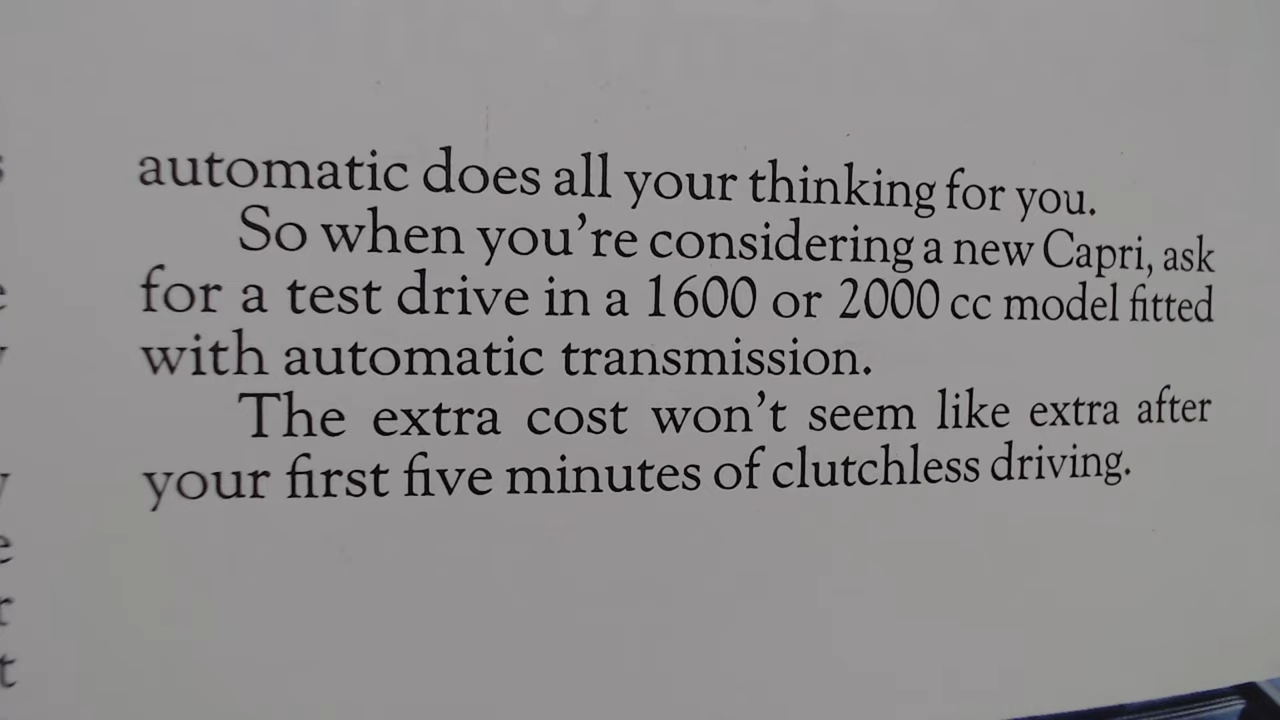 automatic does all your thinking for you.
So when you're considering a new Capri, ask
for a test drive in a 1600 or 2000 cc model fitted
with automatic transmission.
The extra cost won't seem like extra after
your first five minutes of clutchless driving.